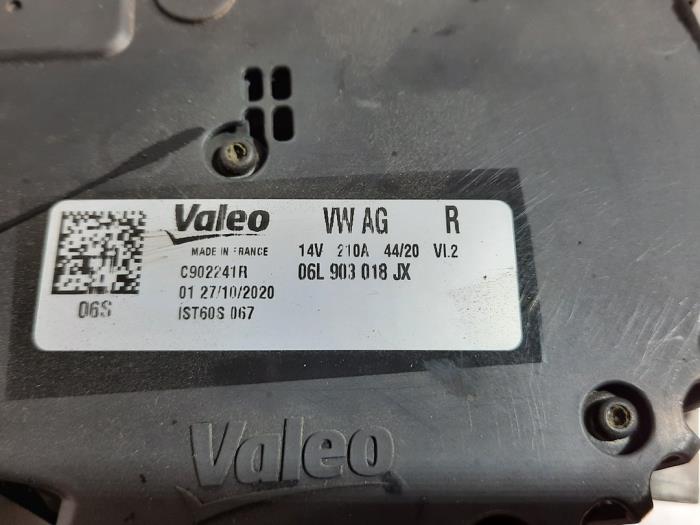 Valeo VW AG R
MADE IN FRANCE 14V 210A 44/20 VI.2
C902241R 06L 903 018 JX
01 27/10/2020
06S IST60S 067
Valeo